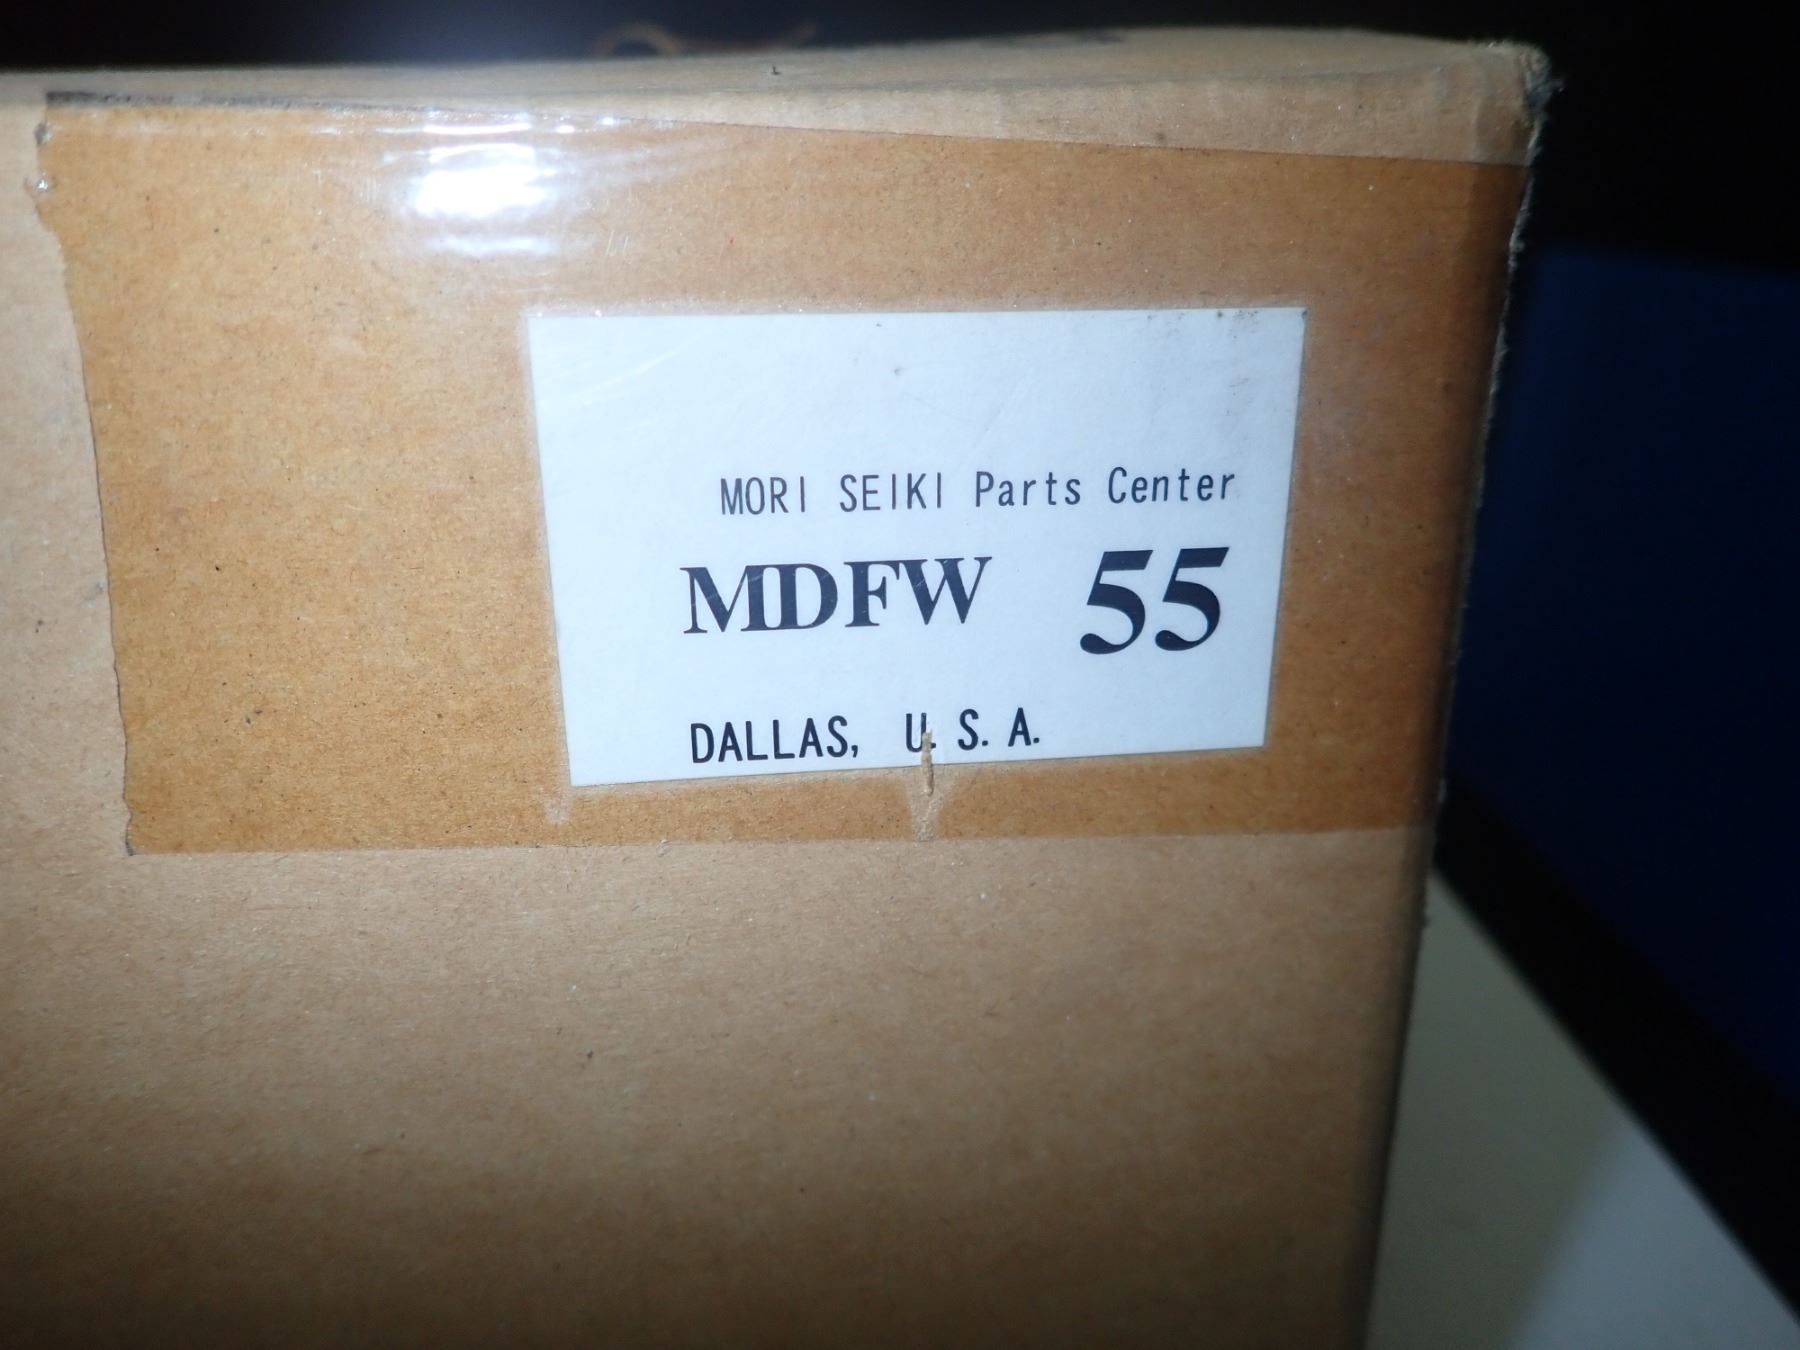 MORI SEIKI Parts Center
MDFW 55
DALLAS, U. S. A.